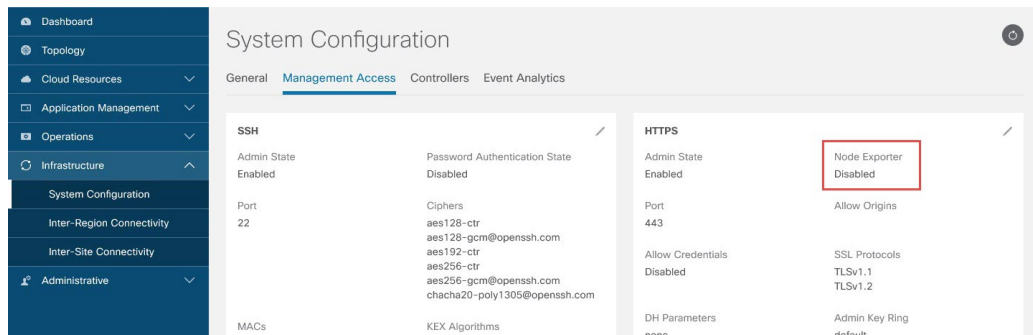 Dashboard
Topology
Cloud Resources
Application Management
Operations
Infrastructure
System Configuration
Inter-Region Connectivity
Inter-Site Connectivity
Administrative
System Configuration
General Management Access Controllers Event Analytics
SSH
Admin State Password Authentication State
Enabled Disabled
Port Ciphers
22 aes128-ctr
aes128-gcm@openssh.com
aes192-ctr
aes256-ctr
aes256-gcm@openssh.com
chacha20-poly1305@openssh.com
MACs KEX Algorithms
HTTPS
Admin State Node Exporter
Enabled Disabled
Port Allow Origins
443
Allow Credentials SSL Protocols
Disabled TLSv1.1
TLSv1.2
DH Parameters Admin Key Ring
none default